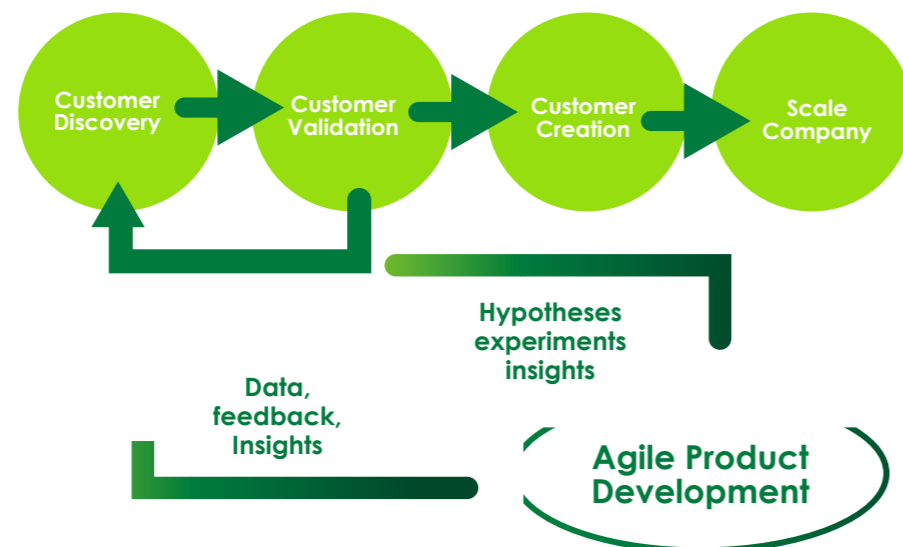 Customer
Discovery
Customer
Validation
Customer
Creation
Scale
Company
Hypotheses
experiments
insights
Data,
feedback,
Insights
Agile Product
Development